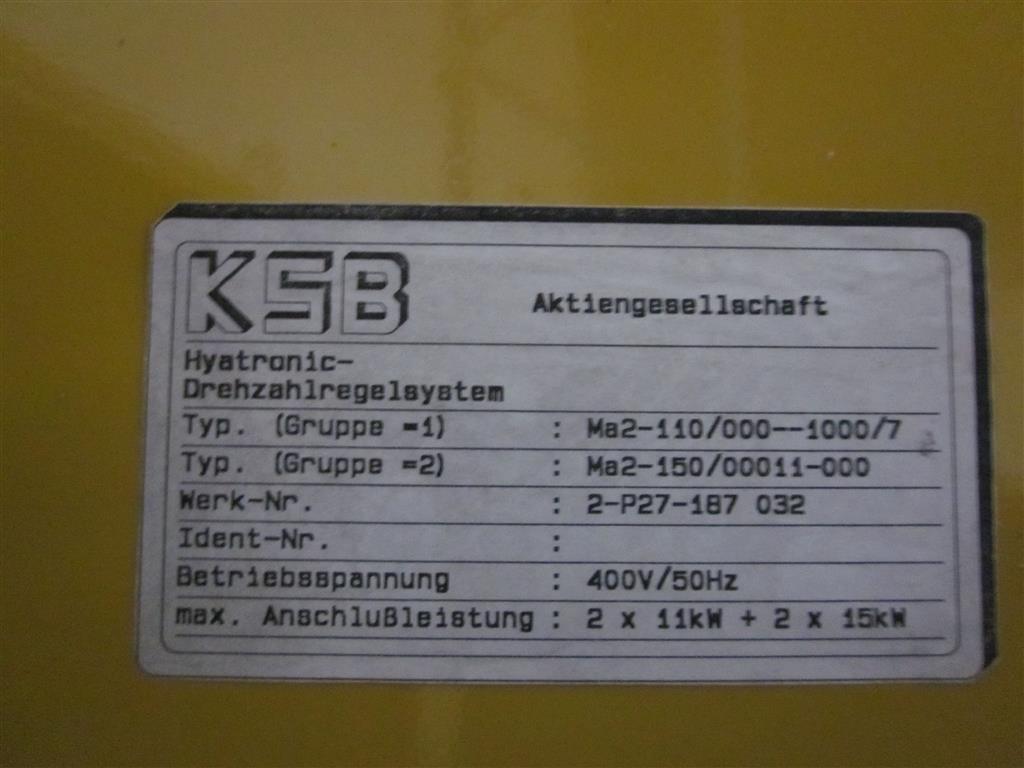 KSB Aktiengesellschaft
Hyatronic-
Drehzahlregelsystem
Typ. (Gruppe =1) : Ma2-110/000--1000/7
Typ. (Gruppe =2) : Ma2-150/00011-000
Werk-Nr. : 2-P27-187 032
Ident-Nr. :
Betriebsspannung : 400V/50Hz
max. Anschlußleistung : 2 x 11kW + 2 x 15kW